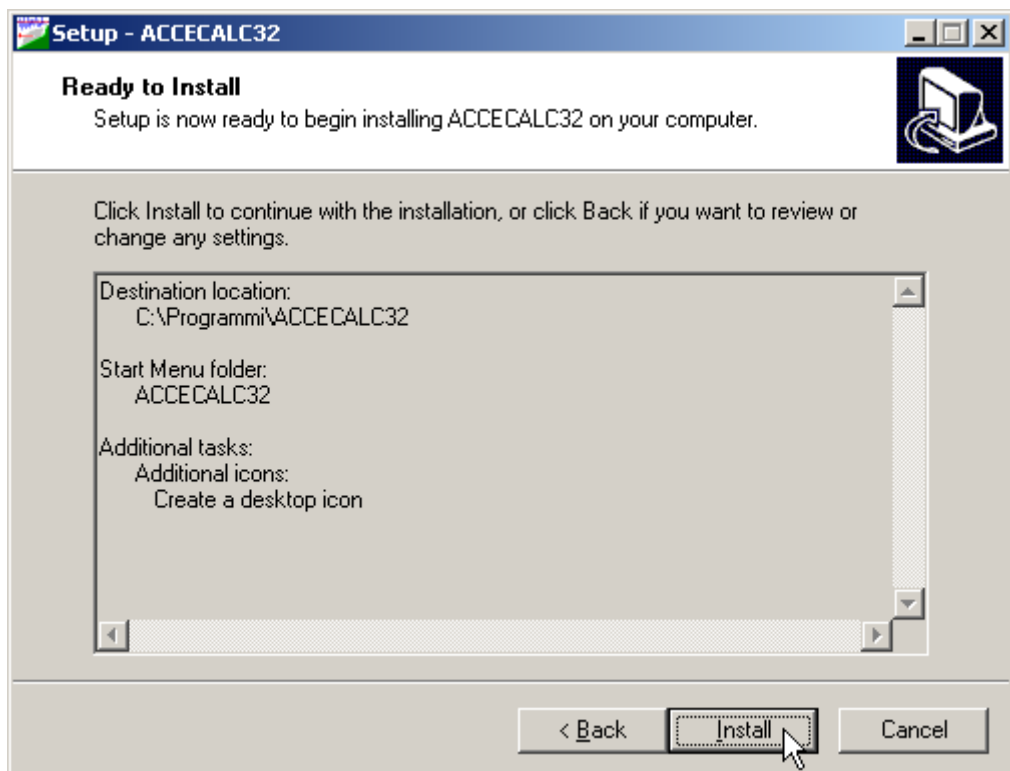 Setup - ACCECALC32
Ready to Install
Setup is now ready to begin installing ACCECALC32 on your computer.
Click Install to continue with the installation, or click Back if you want to review or
change any settings.
Destination location:
C:\Programmi\ACCECALC32
Start Menu folder:
ACCECALC32
Additional tasks:
Additional icons:
Create a desktop icon
< Back
Install
Cancel